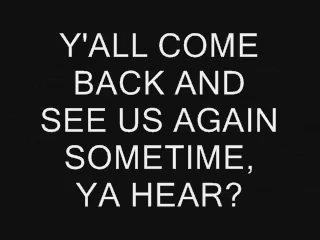 Y'ALL COME
BACK AND
SEE US AGAIN
SOMETIME,
YA HEAR?